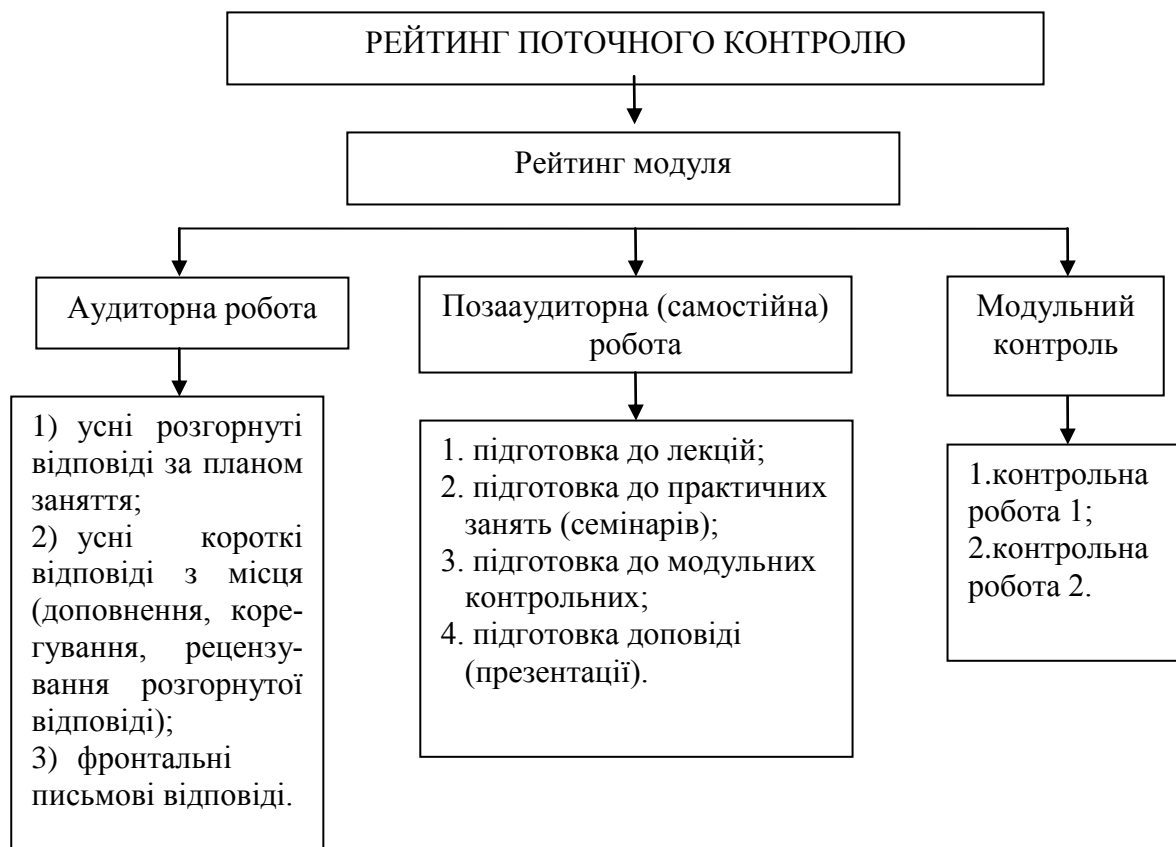 РЕЙТИНГ ПОТОЧНОГО КОНТРОЛЮ
Рейтинг модуля
Аудиторна робота
Позааудиторна (самостійна)
робота
Модульний
контроль
1) усні розгорнуті
відповіді за планом
заняття;
2) усні короткі
відповіді з місця
(доповнення, коре-
гування, рецензу-
вання розгорнутої
відповіді);
3) фронтальні
письмові відповіді.
1. підготовка до лекцій;
2. підготовка до практичних
занять (семінарів);
3. підготовка до модульних
контрольних;
4. підготовка доповіді
(презентації).
1.контрольна
робота 1;
2.контрольна
робота 2.